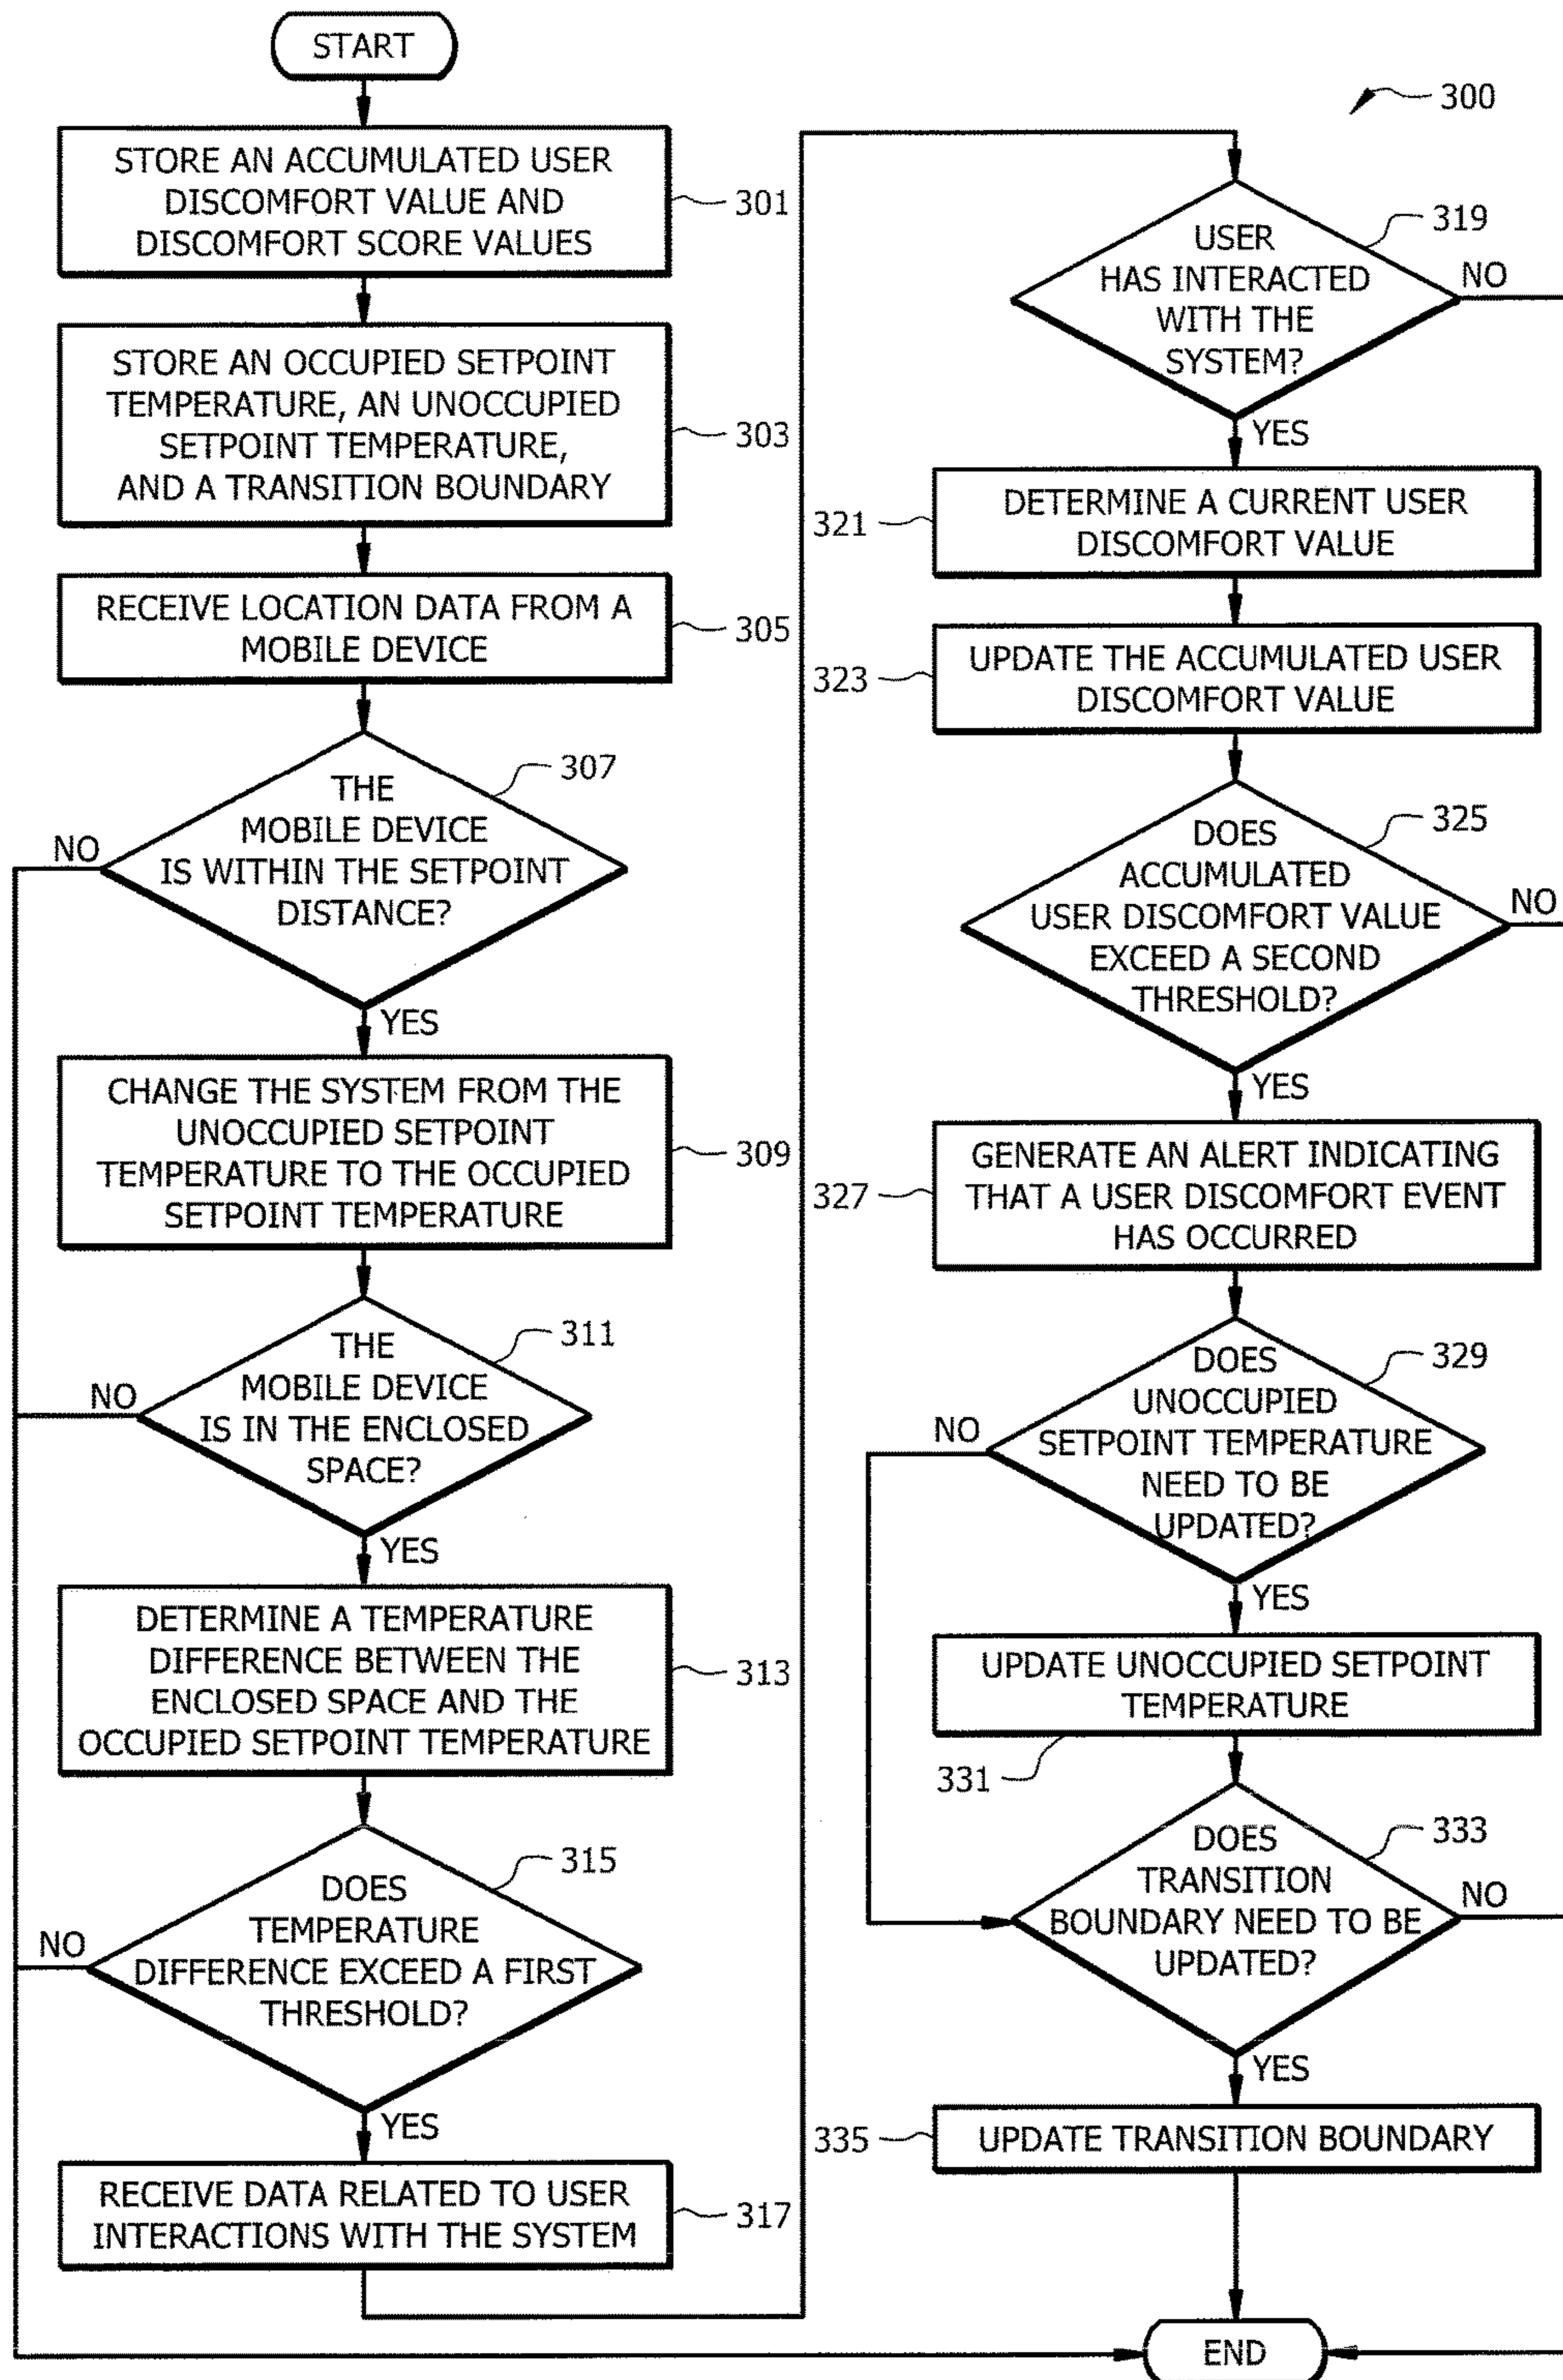 START
STORE AN ACCUMULATED USER
DISCOMFORT VALUE AND
DISCOMFORT SCORE VALUES
301
STORE AN OCCUPIED SETPOINT
TEMPERATURE, AN UNOCCUPIED
SETPOINT TEMPERATURE,
AND A TRANSITION BOUNDARY
303
RECEIVE LOCATION DATA FROM A
MOBILE DEVICE
305
THE
MOBILE DEVICE
IS WITHIN THE SETPOINT
DISTANCE?
307
NO
YES
CHANGE THE SYSTEM FROM THE
UNOCCUPIED SETPOINT
TEMPERATURE TO THE OCCUPIED
SETPOINT TEMPERATURE
309
THE
MOBILE DEVICE
IS IN THE ENCLOSED
SPACE?
311
NO
YES
DETERMINE A TEMPERATURE
DIFFERENCE BETWEEN THE
ENCLOSED SPACE AND THE
OCCUPIED SETPOINT TEMPERATURE
313
DOES
TEMPERATURE
DIFFERENCE EXCEED A FIRST
THRESHOLD?
315
NO
YES
RECEIVE DATA RELATED TO USER
INTERACTIONS WITH THE SYSTEM
317
300
USER
HAS INTERACTED
WITH THE
SYSTEM?
319
NO
YES
DETERMINE A CURRENT USER
DISCOMFORT VALUE
321
UPDATE THE ACCUMULATED USER
DISCOMFORT VALUE
323
DOES
ACCUMULATED
USER DISCOMFORT VALUE
EXCEED A SECOND
THRESHOLD?
325
NO
YES
GENERATE AN ALERT INDICATING
THAT A USER DISCOMFORT EVENT
HAS OCCURRED
327
DOES
UNOCCUPIED
SETPOINT TEMPERATURE
NEED TO BE
UPDATED?
329
NO
YES
UPDATE UNOCCUPIED SETPOINT
TEMPERATURE
331
DOES
TRANSITION
BOUNDARY NEED TO BE
UPDATED?
333
NO
YES
UPDATE TRANSITION BOUNDARY
335
END